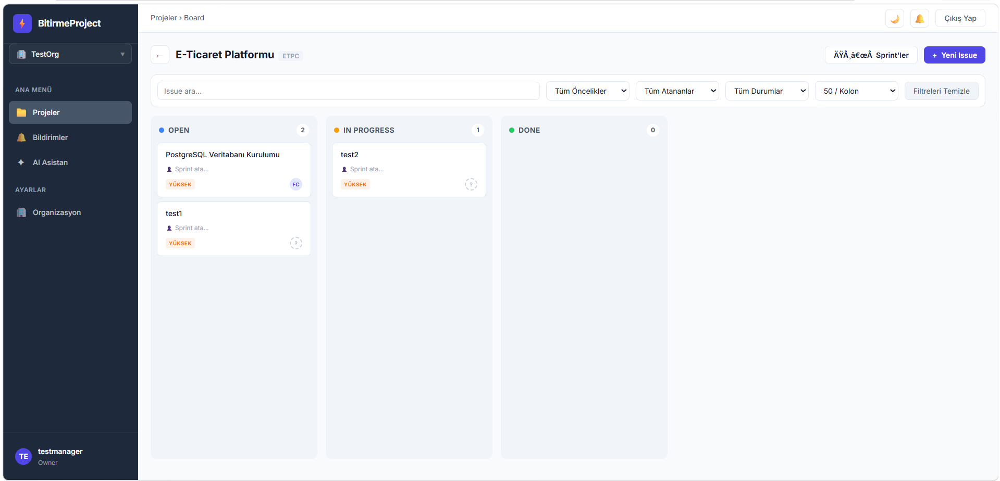 BitirmeProject
TestOrg
ANA MENÜ
Projeler
Bildirimler
AI Asistan
AYARLAR
Organizasyon
TE
testmanager
Owner
Projeler › Board
Çıkış Yap
← E-Ticaret Platformu ETPC
ÄŸÅ¸â€œÅ Sprint'ler
+ Yeni Issue
Issue ara...
Tüm Öncelikler
Tüm Atananlar
Tüm Durumlar
50 / Kolon
Filtreleri Temizle
OPEN 2
PostgreSQL Veritabanı Kurulumu
Sprint ata...
YÜKSEK FC
test1
Sprint ata...
YÜKSEK ?
IN PROGRESS 1
test2
Sprint ata...
YÜKSEK ?
DONE 0